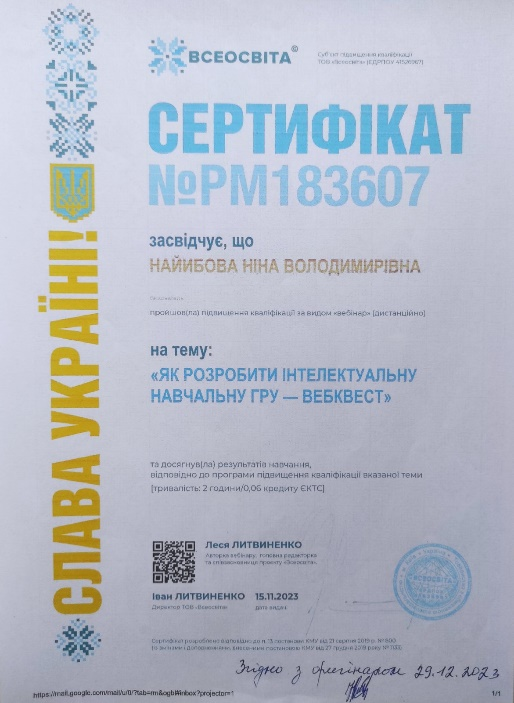 ВСЕОСВІТА©
Суб'єкт підвищення кваліфікації
ТОВ «Всеосвіта» (ЄДРПОУ 41526967)
СЕРТИФІКАТ
№PM183607
засвідчує, що
НАЙИБОВА НІНА ВОЛОДИМИРІВНА
пройшов(ла) підвищення кваліфікації за видом «вебінар» (дистанційно)
на тему:
«ЯК РОЗРОБИТИ ІНТЕЛЕКТУАЛЬНУ
НАВЧАЛЬНУ ГРУ — ВЕБКВЕСТ»
та досягнув(ла) результатів навчання,
відповідно до програми підвищення кваліфікації вказаної теми
[тривалість: 2 години/0,06 кредиту ЄКТС]
Леся ЛИТВИНЕНКО
Авторка вебінару, головна редакторка
та співзасновниця проєкту «Всеосвіта»
Іван ЛИТВИНЕНКО 15.11.2023
Директор ТОВ «Всеосвіта» дата видачі
ВСЕОСВІТА
Сертифікат розроблено відповідно до п. 13 постанови КМУ від 21 серпня 2019 р. № 800
(зі змінами і доповненнями, внесеними постановою КМУ від 27 грудня 2019 року № 1133)
Згідно з оригіналом 29.12.2023
https://mail.google.com/mail/u/0/?tab=rm&ogbl#inbox?projector=1 1/1
СЛАВА УКРАЇНІ!